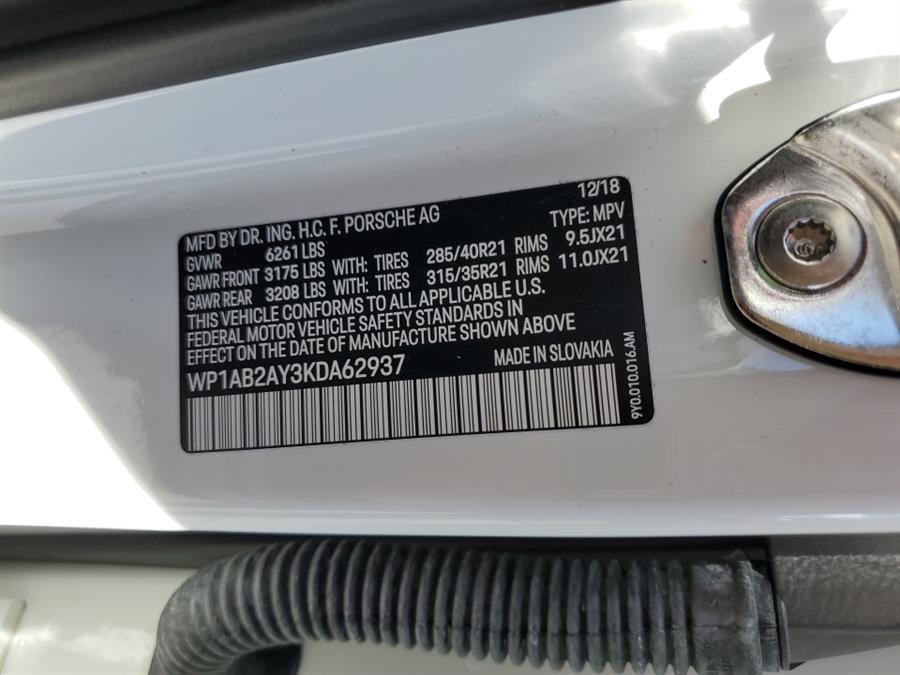 12/18
MFD BY DR. ING. H.C. F. PORSCHE AG TYPE: MPV
GVWR 6261 LBS
GAWR FRONT 3175 LBS WITH: TIRES 285/40R21 RIMS 9.5JX21
GAWR REAR 3208 LBS WITH: TIRES 315/35R21 RIMS 11.0JX21
THIS VEHICLE CONFORMS TO ALL APPLICABLE U.S.
FEDERAL MOTOR VEHICLE SAFETY STANDARDS IN
EFFECT ON THE DATE OF MANUFACTURE SHOWN ABOVE
WP1AB2AY3KDA62937 MADE IN SLOVAKIA
9Y0.010.016.AM